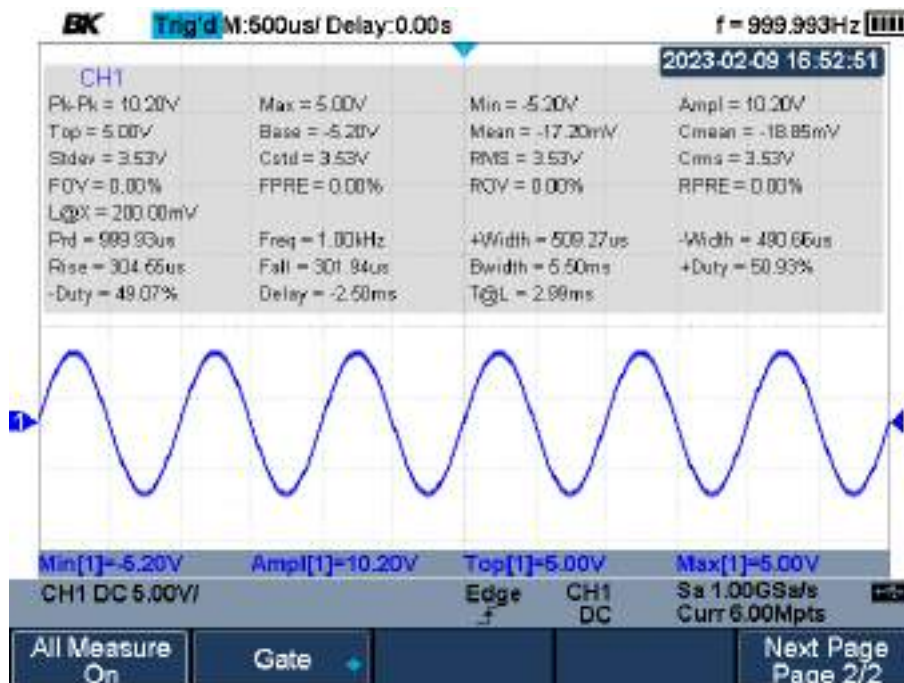 BK Trig'd M:500us/ Delay:0.00s f = 999.993Hz
2023-02-09 16:52:51
CH1
Pk-Pk = 10.20V Max = 5.00V Min = -5.20V Ampl = 10.20V
Top = 5.00V Base = -5.20V Mean = -17.20mV Cmean = -18.85mV
Stdev = 3.53V Cstd = 3.53V RMS = 3.53V Crms = 3.53V
FOV = 0.00% FPRE = 0.00% ROV = 0.00% RPRE = 0.00%
L@X = 200.00mV
Prd = 999.93us Freq = 1.00kHz +Width = 509.27us -Width = 490.66us
Rise = 304.65us Fall = 301.94us Bwidth = 5.50ms +Duty = 50.93%
-Duty = 49.07% Delay = -2.50ms T@L = 2.99ms
1
Min[1]=-5.20V Ampl[1]=10.20V Top[1]=5.00V Max[1]=5.00V
CH1 DC 5.00V/ Edge CH1 Sa 1.00GSa/s
DC Curr 6.00Mpts
All Measure Gate Next Page
On Page 2/2